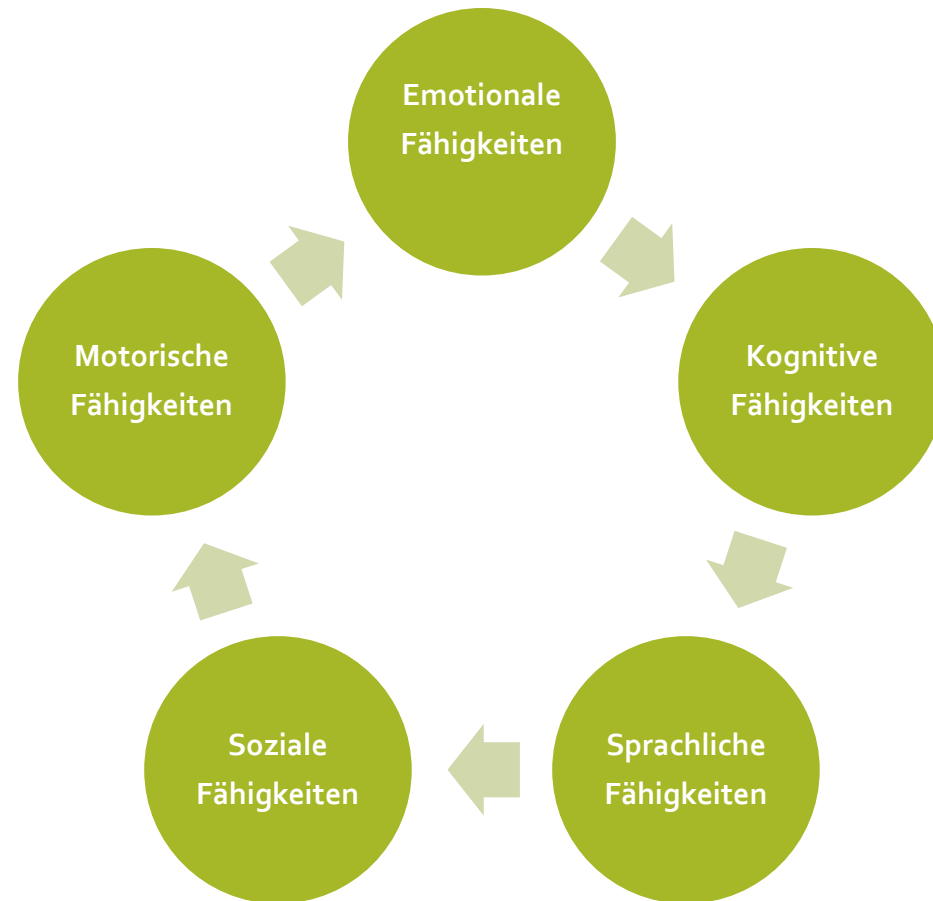 Emotionale
Fähigkeiten
Kognitive
Fähigkeiten
Sprachliche
Fähigkeiten
Soziale
Fähigkeiten
Motorische
Fähigkeiten